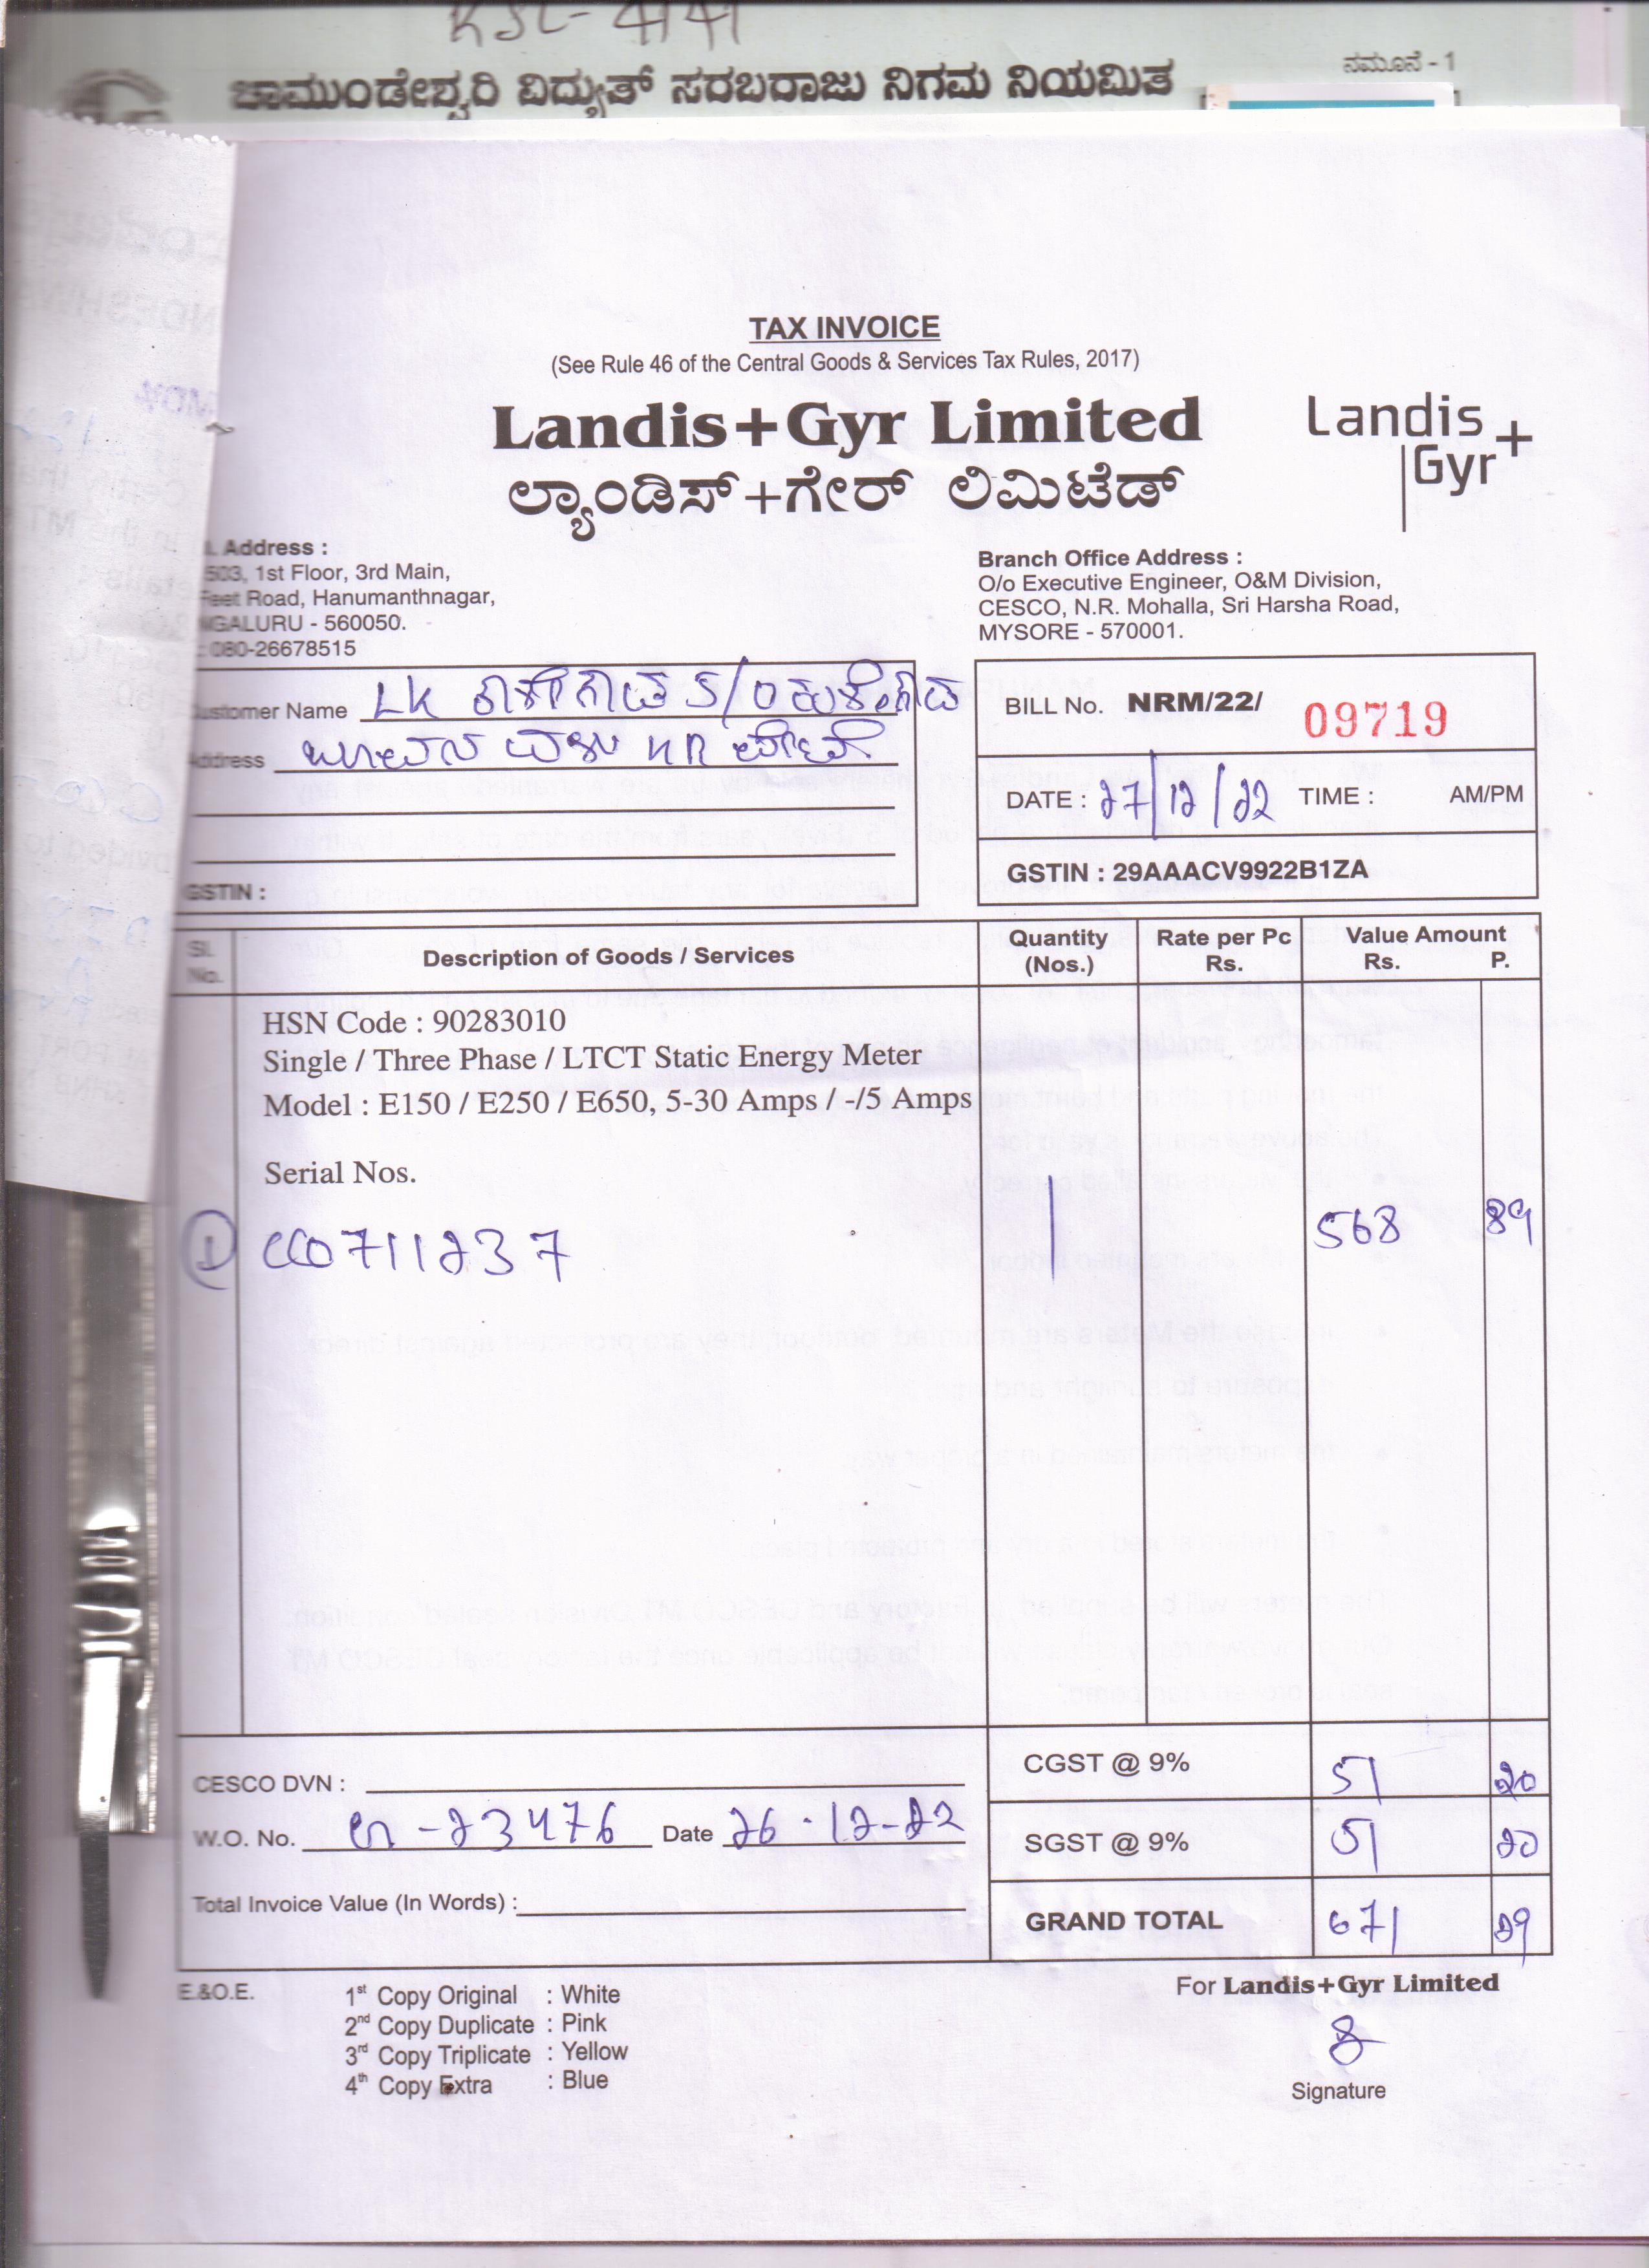 KSL-4141
ಚಾಮುಂಡೇಶ್ವರಿ ವಿದ್ಯುತ್ ಸರಬರಾಜು ನಿಗಮ ನಿಯಮಿತ
ನಮೂನೆ - 1
TAX INVOICE
(See Rule 46 of the Central Goods & Services Tax Rules, 2017)
Landis+Gyr Limited
ಲ್ಯಾಂಡಿಸ್+ಗೇರ್ ಲಿಮಿಟೆಡ್
Landis
Gyr+
Address :
503, 1st Floor, 3rd Main,
Feet Road, Hanumanthnagar,
GALURU - 560050.
: 080-26678515
Branch Office Address :
O/o Executive Engineer, O&M Division,
CESCO, N.R. Mohalla, Sri Harsha Road,
MYSORE - 570001.
Customer Name LK S/O
Address KR ಪೇಟೆ
GSTIN :
BILL No. NRM/22/ 09719
DATE : 27/12/22 TIME : AM/PM
GSTIN : 29AAACV9922B1ZA
Sl. No. Description of Goods / Services Quantity (Nos.) Rate per Pc Rs. Value Amount Rs. P.
HSN Code : 90283010
Single / Three Phase / LTCT Static Energy Meter
Model : E150 / E250 / E650, 5-30 Amps / -/5 Amps
Serial Nos.
1 CC0711237 1 568 89
CESCO DVN :
CGST @ 9% 51 20
W.O. No. -23476 Date 26-12-22
SGST @ 9% 51 20
Total Invoice Value (In Words) :
GRAND TOTAL 671 29
E.&O.E.
1st Copy Original : White
2nd Copy Duplicate : Pink
3rd Copy Triplicate : Yellow
4th Copy Extra : Blue
For Landis+Gyr Limited
Signature